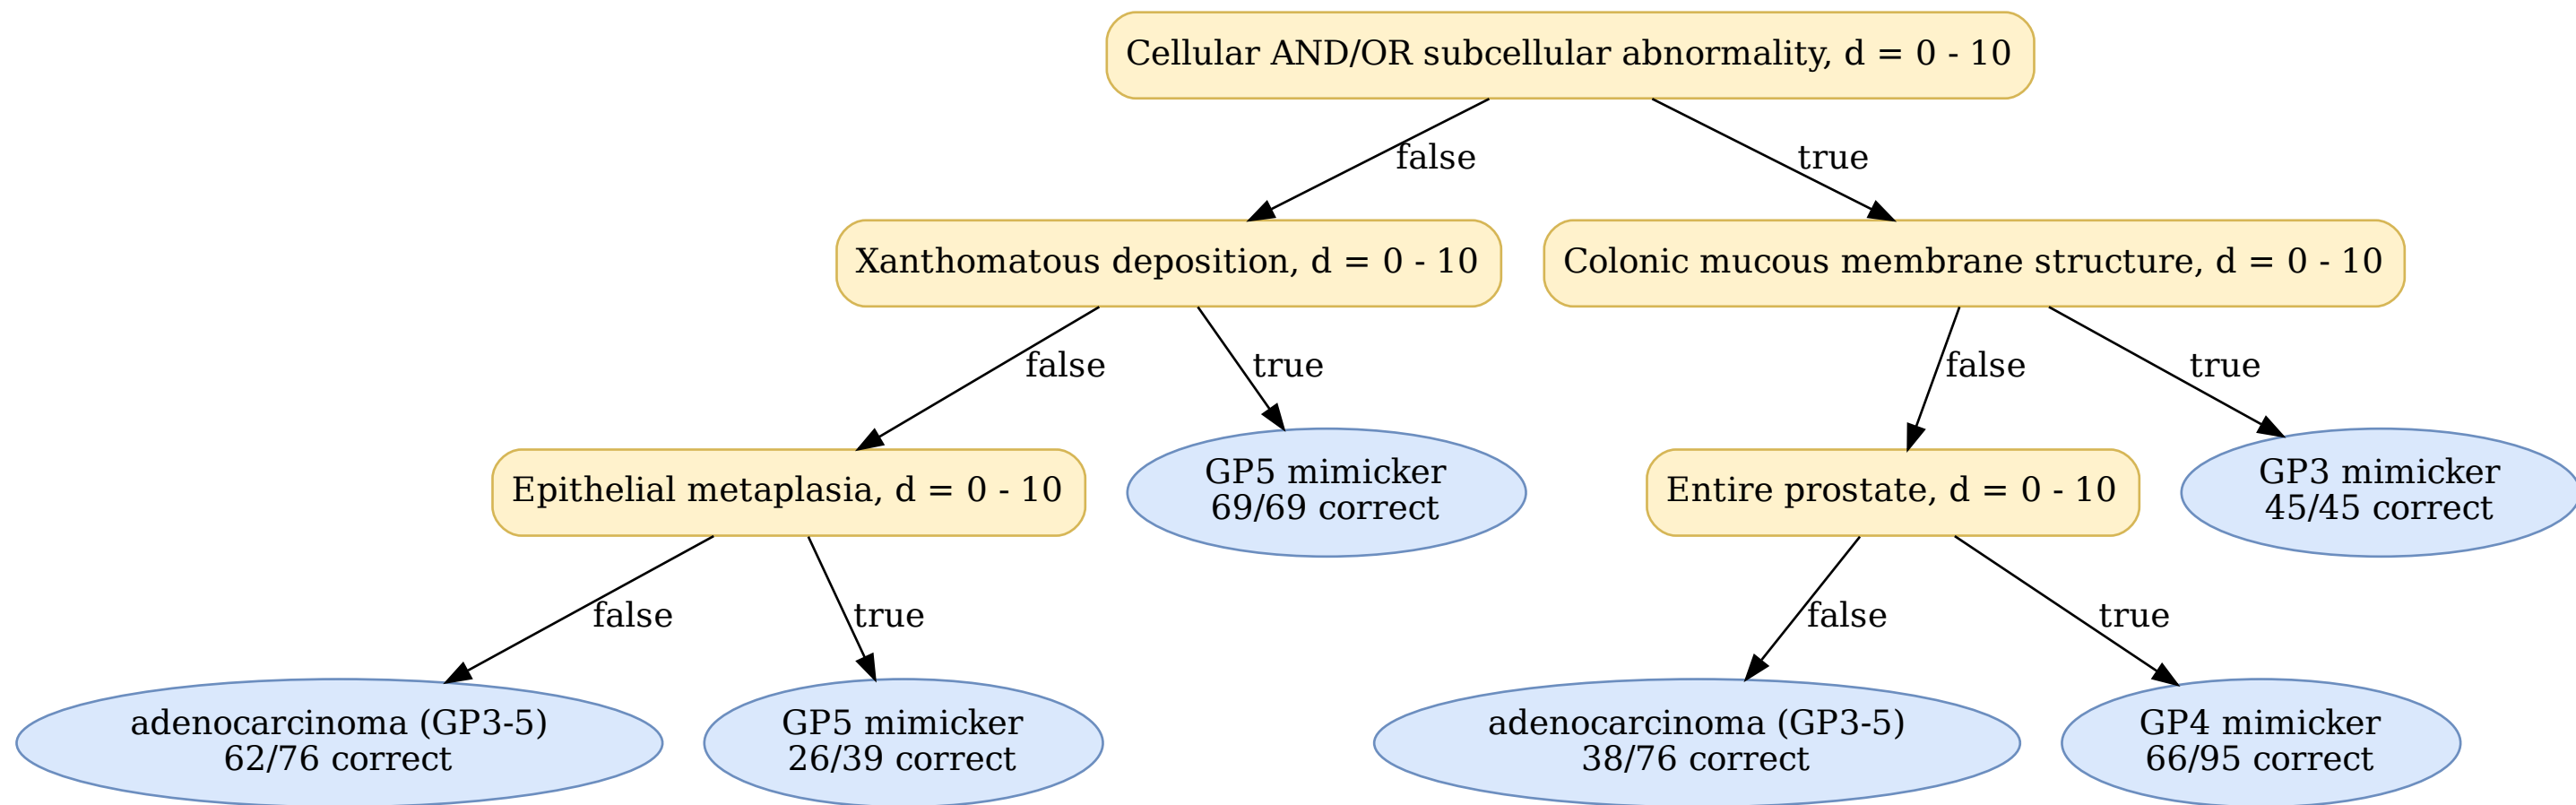 Cellular AND/OR subcellular abnormality, d = 0 - 10
false
true
Xanthomatous deposition, d = 0 - 10
Colonic mucous membrane structure, d = 0 - 10
false
true
false
true
Epithelial metaplasia, d = 0 - 10
GP5 mimicker
69/69 correct
Entire prostate, d = 0 - 10
GP3 mimicker
45/45 correct
false
true
false
true
adenocarcinoma (GP3-5)
62/76 correct
GP5 mimicker
26/39 correct
adenocarcinoma (GP3-5)
38/76 correct
GP4 mimicker
66/95 correct